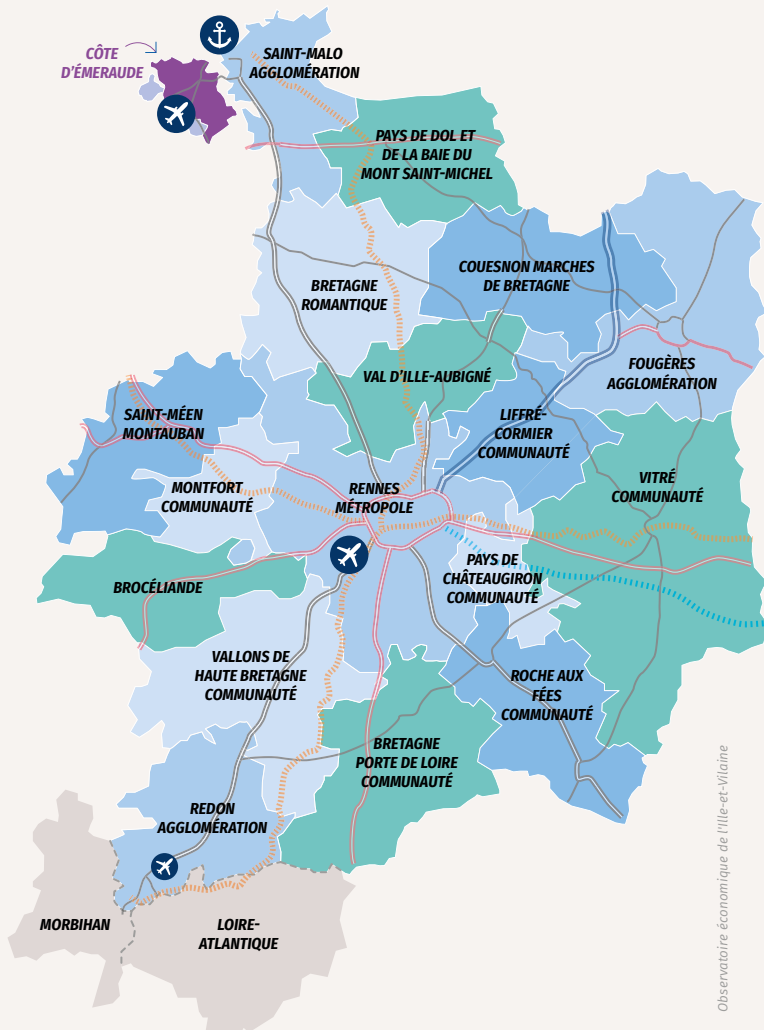 CÔTE
D'ÉMERAUDE
SAINT-MALO
AGGLOMÉRATION
PAYS DE DOL ET
DE LA BAIE DU
MONT SAINT-MICHEL
COUESNON MARCHES
DE BRETAGNE
BRETAGNE
ROMANTIQUE
FOUGÈRES
AGGLOMÉRATION
VAL D'ILLE-AUBIGNÉ
SAINT-MÉEN
MONTAUBAN
LIFFRÉ-
CORMIER
COMMUNAUTÉ
VITRÉ
COMMUNAUTÉ
MONTFORT
COMMUNAUTÉ
RENNES
MÉTROPOLE
PAYS DE
CHÂTEAUGIRON
COMMUNAUTÉ
BROCÉLIANDE
VALLONS DE
HAUTE BRETAGNE
COMMUNAUTÉ
ROCHE AUX
FÉES
COMMUNAUTÉ
BRETAGNE
PORTE DE LOIRE
COMMUNAUTÉ
REDON
AGGLOMÉRATION
MORBIHAN
LOIRE-
ATLANTIQUE
Observatoire économique de l'Ille-et-Vilaine